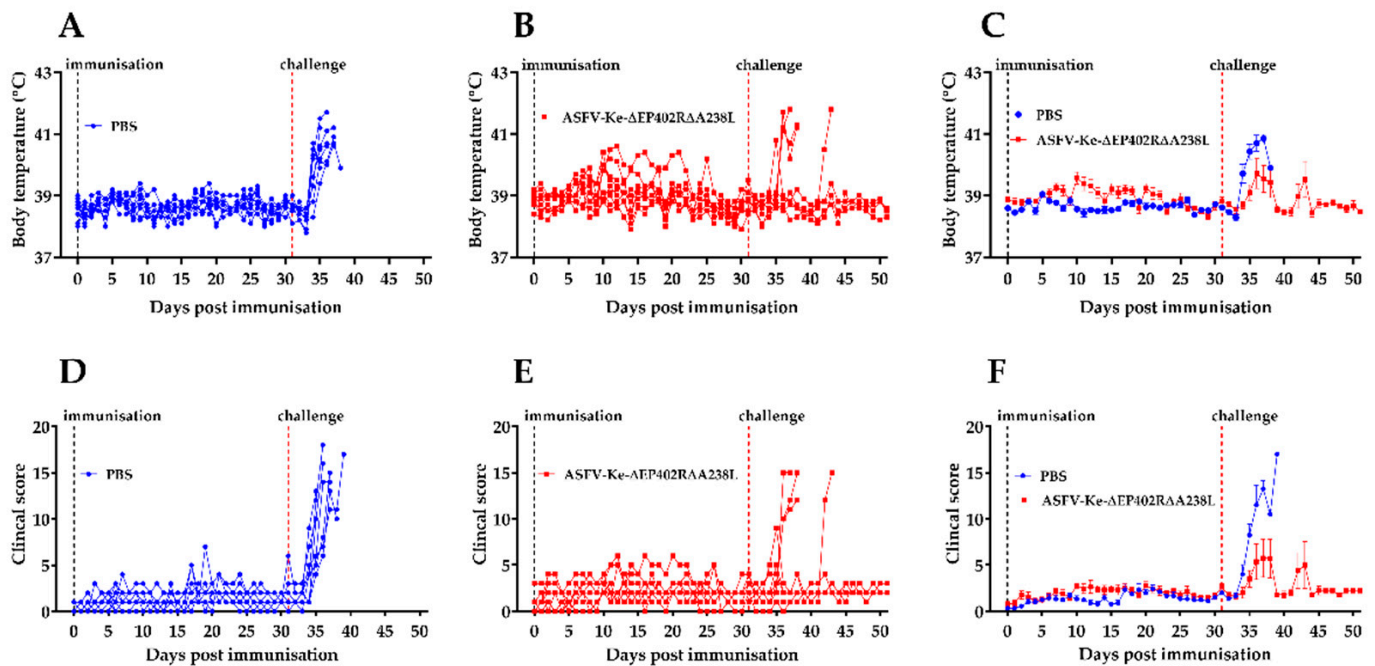 A
immunisation challenge
43
PBS
41
39
37
Body temperature (°C)
0 5 10 15 20 25 30 35 40 45 50
Days post immunisation
B
immunisation challenge
43
ASFV-Ke-ΔEP402RΔA238L
41
39
37
Body temperature (°C)
0 5 10 15 20 25 30 35 40 45 50
Days post immunisation
C
immunisation challenge
43
PBS
41
ASFV-Ke-ΔEP402RΔA238L
39
37
Body temperature (°C)
0 5 10 15 20 25 30 35 40 45 50
Days post immunisation
D
immunisation challenge
20
PBS
15
10
5
0
Clincal score
0 5 10 15 20 25 30 35 40 45 50
Days post immunisation
E
immunisation challenge
20
ASFV-Ke-ΔEP402RΔA238L
15
10
5
0
Clincal score
0 5 10 15 20 25 30 35 40 45 50
Days post immunisation
F
immunisation challenge
20
PBS
15
ASFV-Ke-ΔEP402RΔA238L
10
5
0
Clincal score
0 5 10 15 20 25 30 35 40 45 50
Days post immunisation